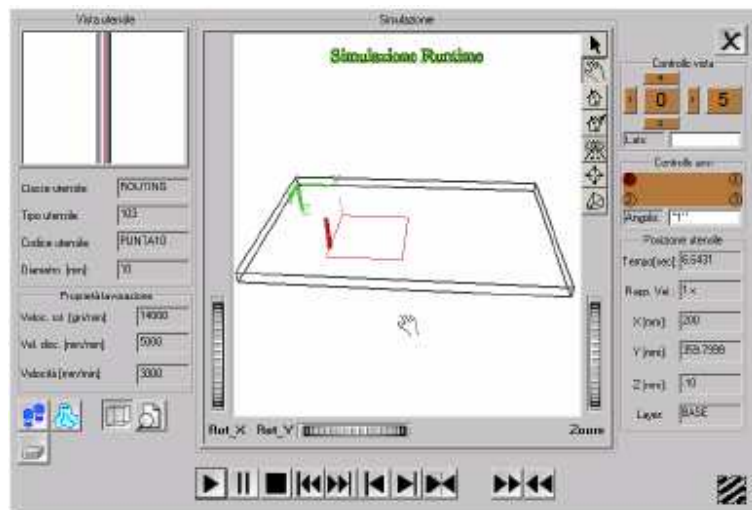 Vista utensile
Classe utensile ROUTING
Tipo utensile 103
Codice utensile PUNTA10
Diametro (mm) 10
Proprietà lavorazione
Veloc. rot. (giri/min) 14000
Vel. disc. (mm/min) 5000
Velocità (mm/min) 3000
Simulazione
Simulazione Runtime
Rot_X Rot_Y
Zoom
Controllo vista
0 5
Lato
Controllo assi
Angolo "1"
Posizione utensile
Tempo(sec) 6.5431
Rapp. Vel. 1 x
X (mm) 200
Y (mm) 359.7998
Z (mm) -10
Layer BASE